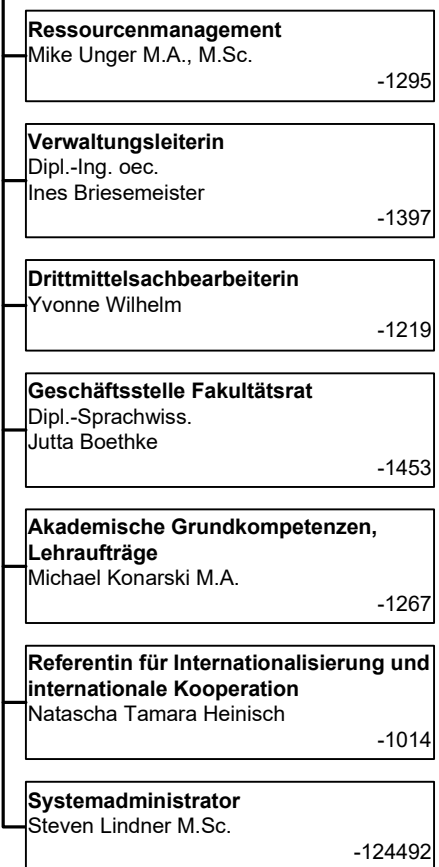 Ressourcenmanagement
Mike Unger M.A., M.Sc.
-1295
Verwaltungsleiterin
Dipl.-Ing. oec.
Ines Briesemeister
-1397
Drittmittelsachbearbeiterin
Yvonne Wilhelm
-1219
Geschäftsstelle Fakultätsrat
Dipl.-Sprachwiss.
Jutta Boethke
-1453
Akademische Grundkompetenzen,
Lehraufträge
Michael Konarski M.A.
-1267
Referentin für Internationalisierung und
internationale Kooperation
Natascha Tamara Heinisch
-1014
Systemadministrator
Steven Lindner M.Sc.
-124492